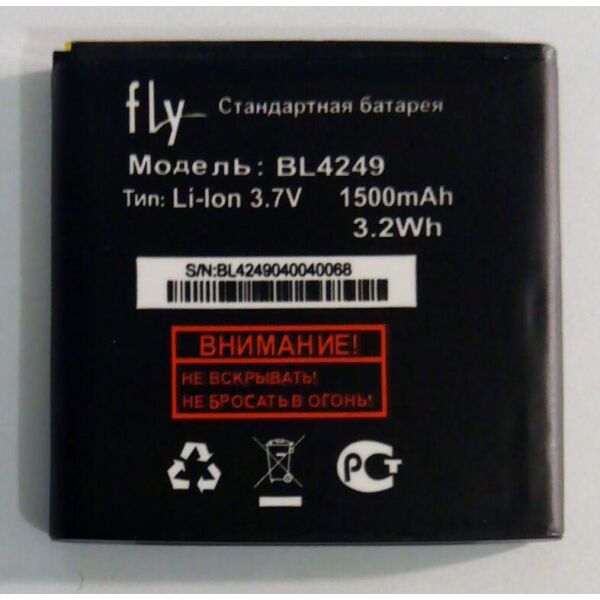 fly Стандартная батарея
Модель: BL4249
Тип: Li-Ion 3.7V 1500mAh
3.2Wh
S/N:BL4249040040068
ВНИМАНИЕ!
НЕ ВСКРЫВАТЬ!
НЕ БРОСАТЬ В ОГОНЬ!
РСТ